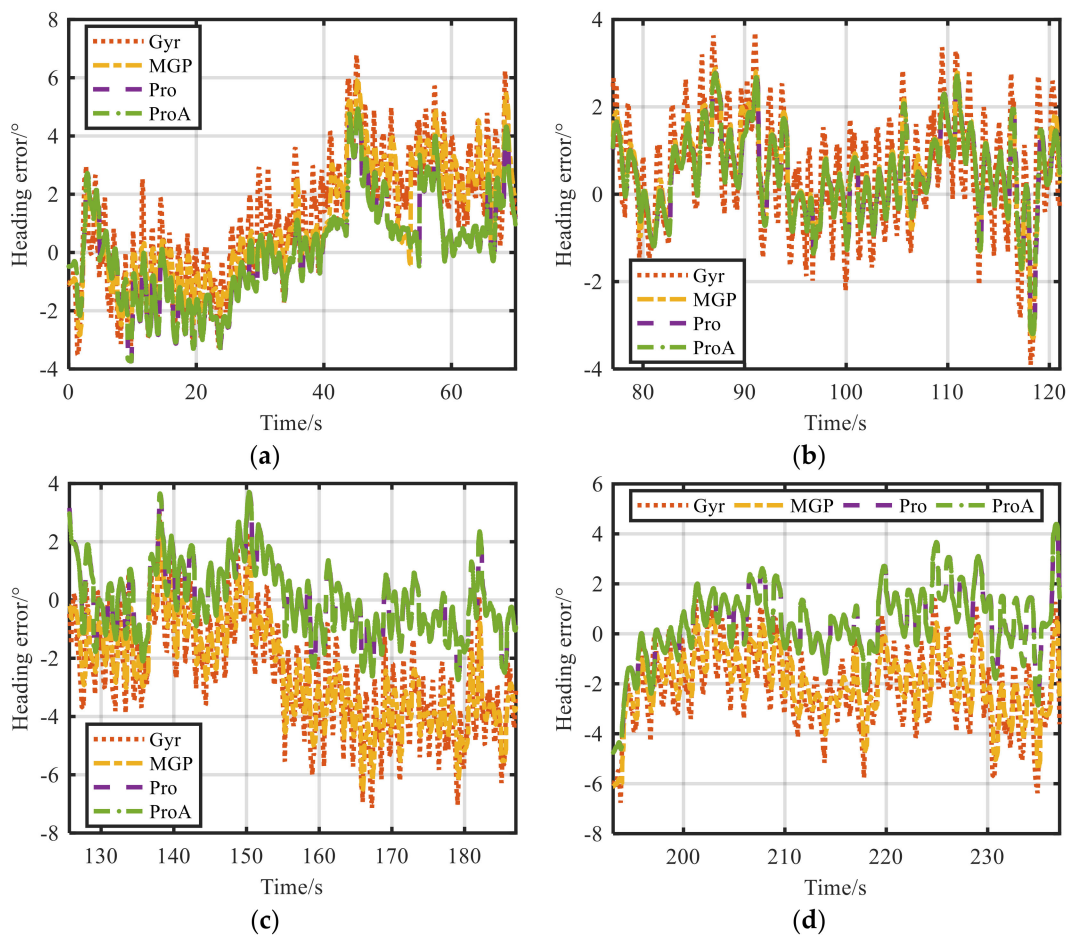 8
6
4
2
0
-2
-4
Heading error/°
Gyr
MGP
Pro
ProA
0 20 40 60
Time/s
(a)
4
2
0
-2
-4
Heading error/°
Gyr
MGP
Pro
ProA
80 90 100 110 120
Time/s
(b)
4
2
0
-2
-4
-6
-8
Heading error/°
Gyr
MGP
Pro
ProA
130 140 150 160 170 180
Time/s
(c)
6
4
2
0
-2
-4
-6
-8
Heading error/°
Gyr MGP Pro ProA
200 210 220 230
Time/s
(d)